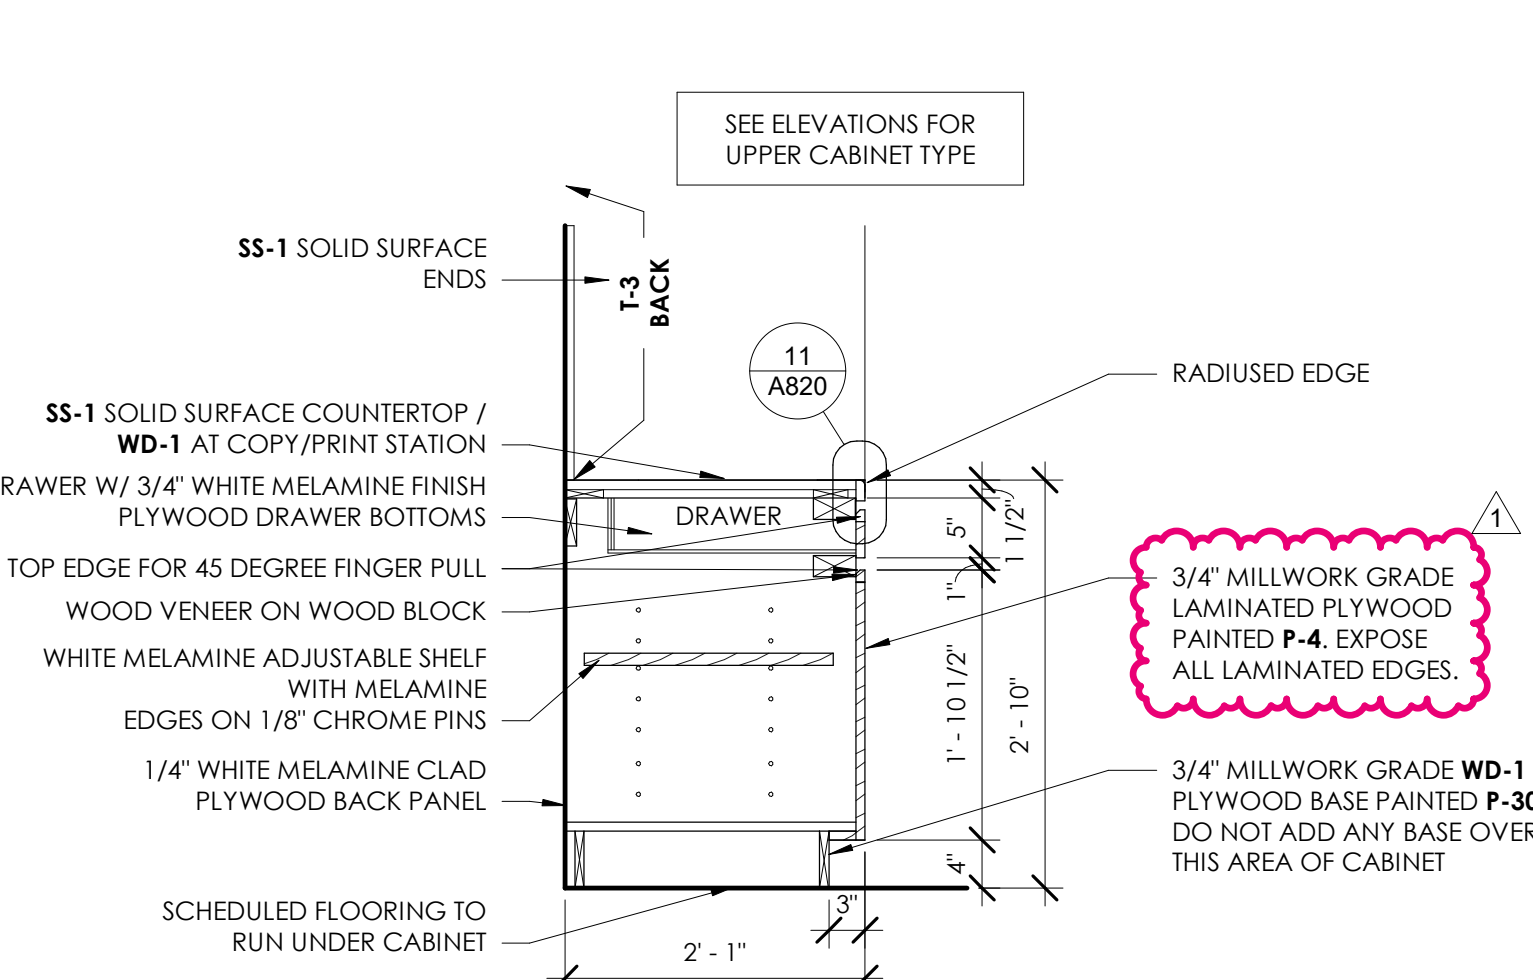 SEE ELEVATIONS FOR
UPPER CABINET TYPE
SS-1 SOLID SURFACE
ENDS
T-3
BACK
11
A820
RADIUSED EDGE
SS-1 SOLID SURFACE COUNTERTOP /
WD-1 AT COPY/PRINT STATION
RAWER W/ 3/4" WHITE MELAMINE FINISH
PLYWOOD DRAWER BOTTOMS
DRAWER
TOP EDGE FOR 45 DEGREE FINGER PULL
WOOD VENEER ON WOOD BLOCK
WHITE MELAMINE ADJUSTABLE SHELF
WITH MELAMINE
EDGES ON 1/8" CHROME PINS
1/4" WHITE MELAMINE CLAD
PLYWOOD BACK PANEL
SCHEDULED FLOORING TO
RUN UNDER CABINET
1 1/2"
5"
1"
1' - 10 1/2"
2' - 10"
4"
3"
2' - 1"
1
3/4" MILLWORK GRADE
LAMINATED PLYWOOD
PAINTED P-4. EXPOSE
ALL LAMINATED EDGES.
3/4" MILLWORK GRADE WD-1
PLYWOOD BASE PAINTED P-30
DO NOT ADD ANY BASE OVER
THIS AREA OF CABINET